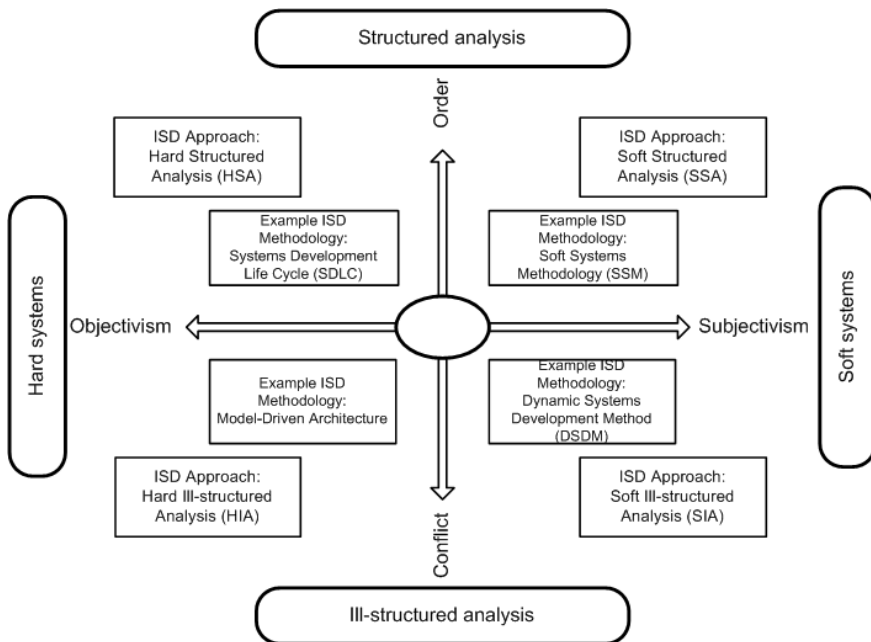 Structured analysis
Order
ISD Approach:
Hard Structured
Analysis (HSA)
ISD Approach:
Soft Structured
Analysis (SSA)
Example ISD
Methodology:
Systems Development
Life Cycle (SDLC)
Example ISD
Methodology:
Soft Systems
Methodology (SSM)
Hard systems
Objectivism
Subjectivism
Soft systems
Example ISD
Methodology:
Model-Driven Architecture
Example ISD
Methodology:
Dynamic Systems
Development Method
(DSDM)
ISD Approach:
Hard Ill-structured
Analysis (HIA)
ISD Approach:
Soft Ill-structured
Analysis (SIA)
Conflict
Ill-structured analysis